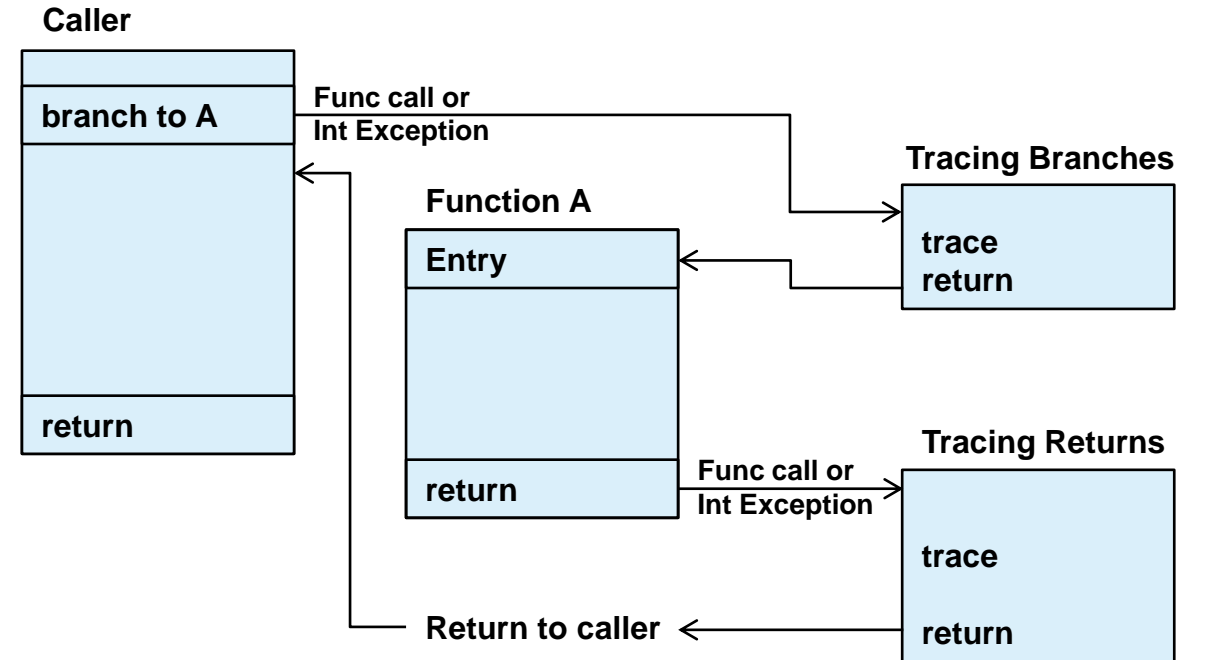 Caller
branch to A
return
Func call or
Int Exception
Tracing Branches
trace
return
Function A
Entry
return
Func call or
Int Exception
Tracing Returns
trace
return
Return to caller